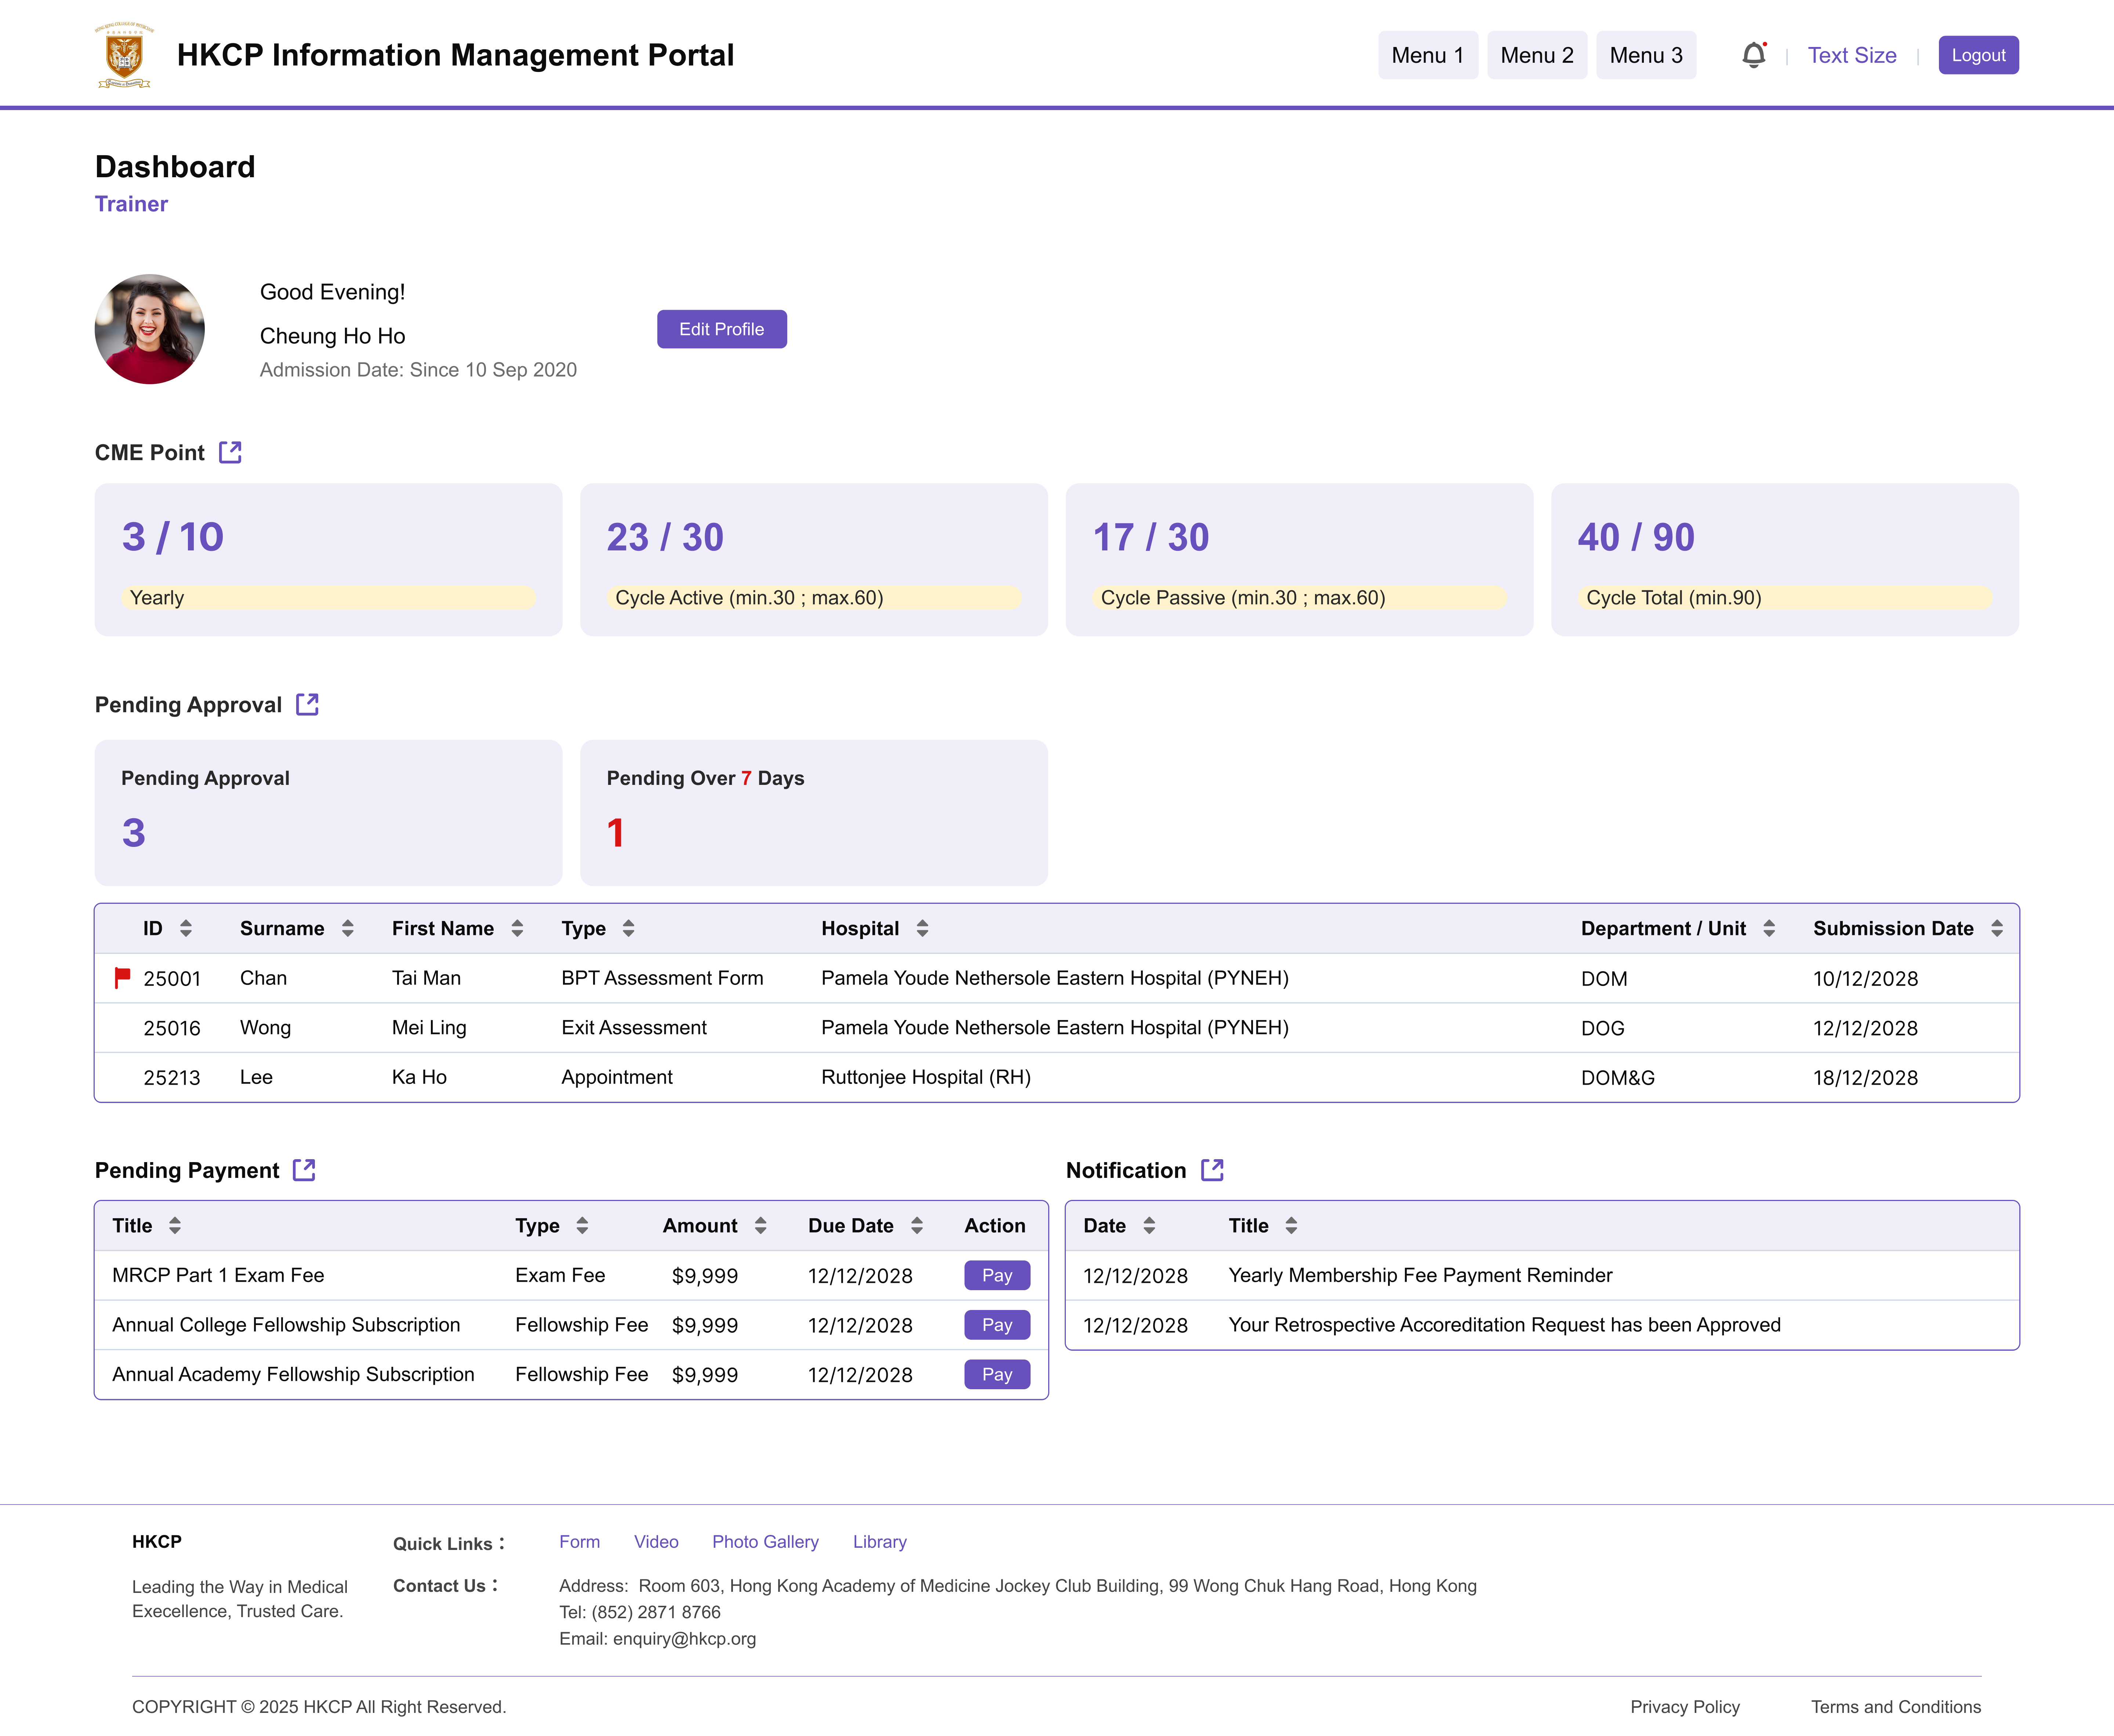 HKCP Information Management Portal
Menu 1 Menu 2 Menu 3 Text Size Logout
Dashboard
Trainer
Good Evening!
Cheung Ho Ho
Admission Date: Since 10 Sep 2020
Edit Profile
CME Point
3 / 10
Yearly
23 / 30
Cycle Active (min.30 ; max.60)
17 / 30
Cycle Passive (min.30 ; max.60)
40 / 90
Cycle Total (min.90)
Pending Approval
Pending Approval
3
Pending Over 7 Days
1
ID Surname First Name Type Hospital Department / Unit Submission Date
25001 Chan Tai Man BPT Assessment Form Pamela Youde Nethersole Eastern Hospital (PYNEH) DOM 10/12/2028
25016 Wong Mei Ling Exit Assessment Pamela Youde Nethersole Eastern Hospital (PYNEH) DOG 12/12/2028
25213 Lee Ka Ho Appointment Ruttonjee Hospital (RH) DOM&G 18/12/2028
Pending Payment
Title Type Amount Due Date Action
MRCP Part 1 Exam Fee Exam Fee $9,999 12/12/2028 Pay
Annual College Fellowship Subscription Fellowship Fee $9,999 12/12/2028 Pay
Annual Academy Fellowship Subscription Fellowship Fee $9,999 12/12/2028 Pay
Notification
Date Title
12/12/2028 Yearly Membership Fee Payment Reminder
12/12/2028 Your Retrospective Accoreditation Request has been Approved
HKCP
Leading the Way in Medical
Execellence, Trusted Care.
Quick Links： Form Video Photo Gallery Library
Contact Us： Address: Room 603, Hong Kong Academy of Medicine Jockey Club Building, 99 Wong Chuk Hang Road, Hong Kong
Tel: (852) 2871 8766
Email: enquiry@hkcp.org
COPYRIGHT © 2025 HKCP All Right Reserved.
Privacy Policy Terms and Conditions